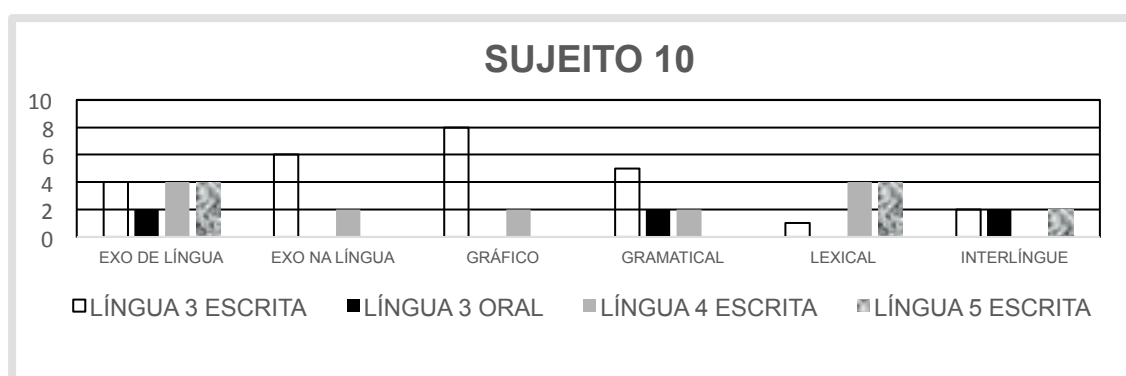 SUJEITO 10
10
8
6
4
2
0
EXO DE LÍNGUA EXO NA LÍNGUA GRÁFICO GRAMATICAL LEXICAL INTERLÍNGUE
LÍNGUA 3 ESCRITA LÍNGUA 3 ORAL LÍNGUA 4 ESCRITA LÍNGUA 5 ESCRITA